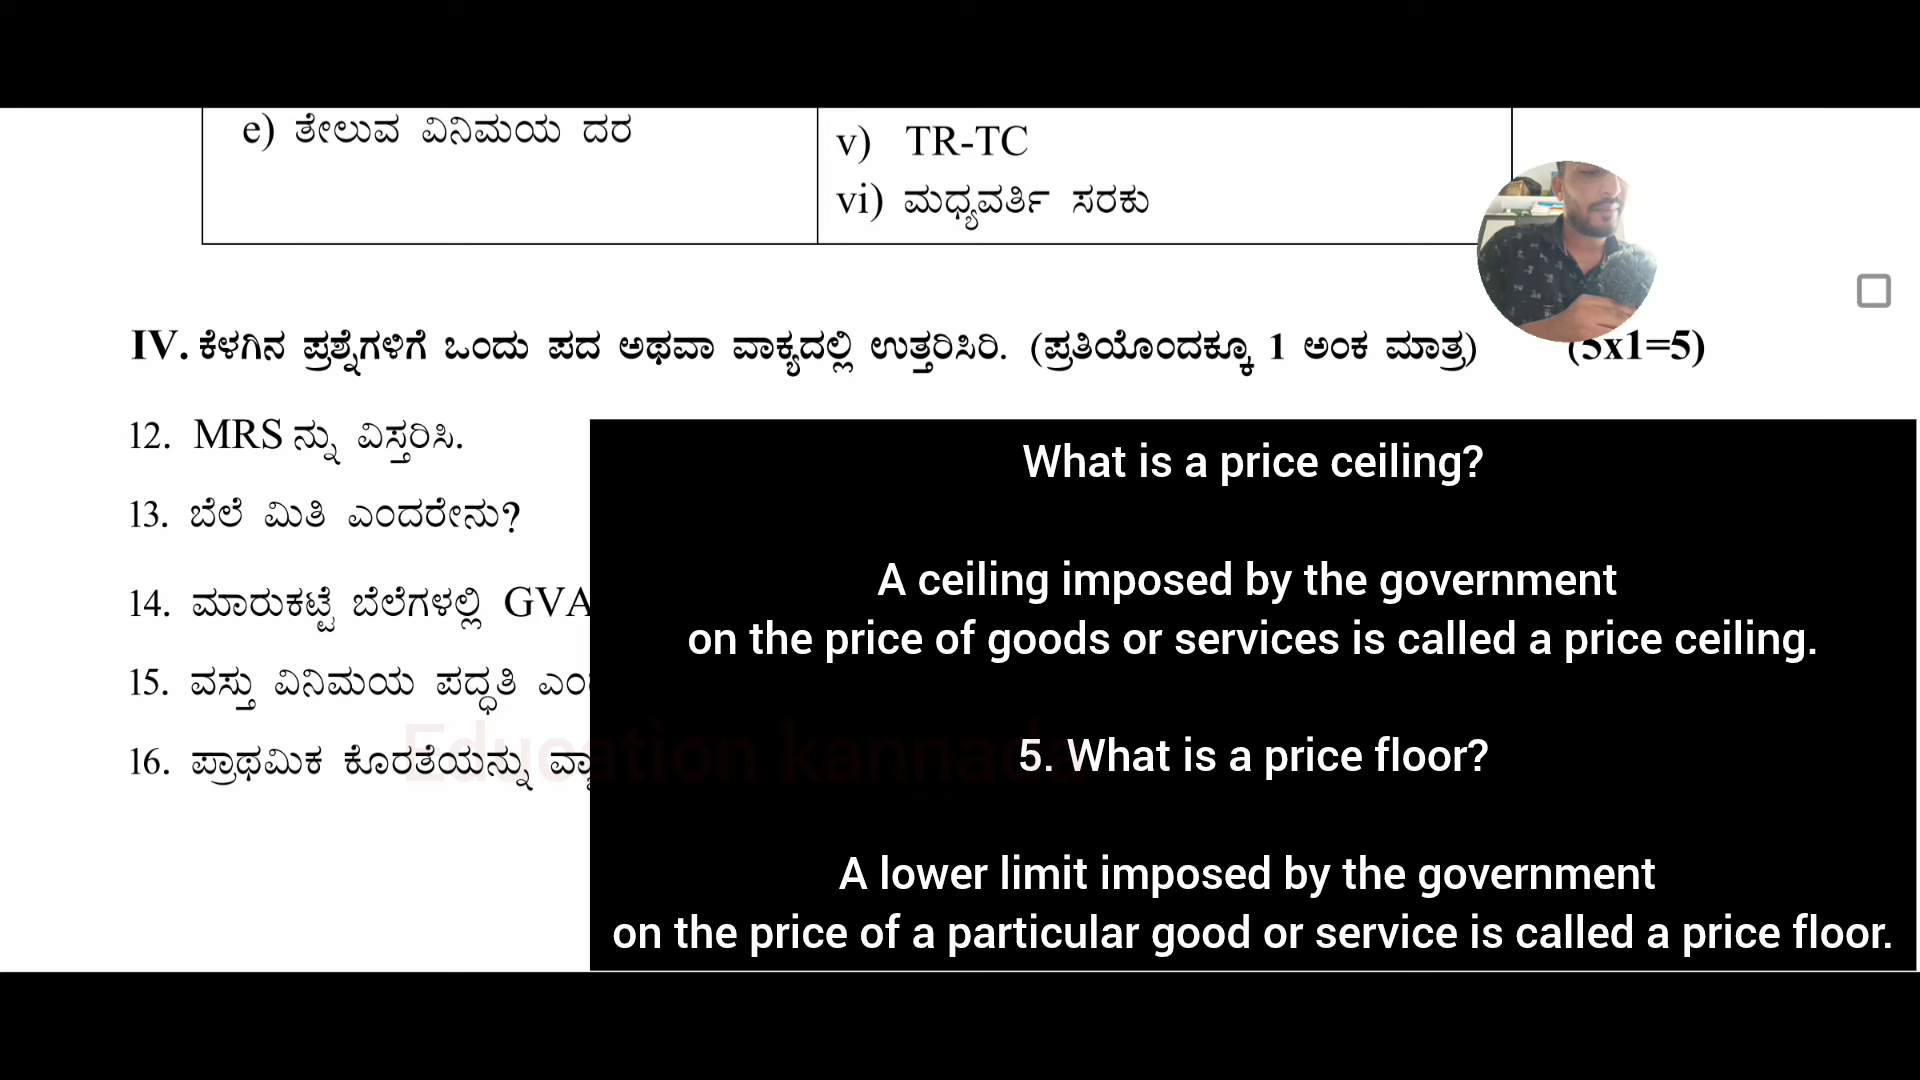 e) ತೇಲುವ ವಿನಿಮಯ ದರ
v) TR-TC
vi) ಮಧ್ಯವರ್ತಿ ಸರಕು
IV. ಕೆಳಗಿನ ಪ್ರಶ್ನೆಗಳಿಗೆ ಒಂದು ಪದ ಅಥವಾ ವಾಕ್ಯದಲ್ಲಿ ಉತ್ತರಿಸಿರಿ. (ಪ್ರತಿಯೊಂದಕ್ಕೂ 1 ಅಂಕ ಮಾತ್ರ) (5x1=5)
12. MRS ನ್ನು ವಿಸ್ತರಿಸಿ.
13. ಬೆಲೆ ಮಿತಿ ಎಂದರೇನು?
14. ಮಾರುಕಟ್ಟೆ ಬೆಲೆಗಳಲ್ಲಿ GVA
15. ವಸ್ತು ವಿನಿಮಯ ಪದ್ಧತಿ
16. ಪ್ರಾಥಮಿಕ ಕೊರತೆಯನ್ನು
What is a price ceiling?
A ceiling imposed by the government
on the price of goods or services is called a price ceiling.
5. What is a price floor?
A lower limit imposed by the government
on the price of a particular good or service is called a price floor.
Education kannada